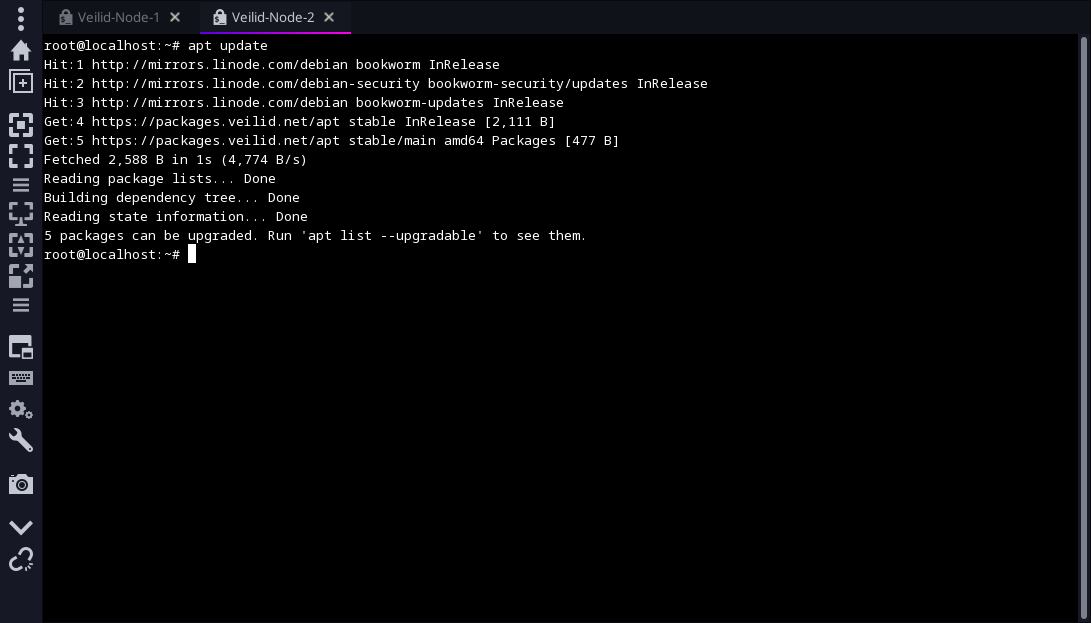 Veilid-Node-1 Veilid-Node-2
root@localhost:~# apt update
Hit:1 http://mirrors.linode.com/debian bookworm InRelease
Hit:2 http://mirrors.linode.com/debian-security bookworm-security/updates InRelease
Hit:3 http://mirrors.linode.com/debian bookworm-updates InRelease
Get:4 https://packages.veilid.net/apt stable InRelease [2,111 B]
Get:5 https://packages.veilid.net/apt stable/main amd64 Packages [477 B]
Fetched 2,588 B in 1s (4,774 B/s)
Reading package lists... Done
Building dependency tree... Done
Reading state information... Done
5 packages can be upgraded. Run 'apt list --upgradable' to see them.
root@localhost:~#